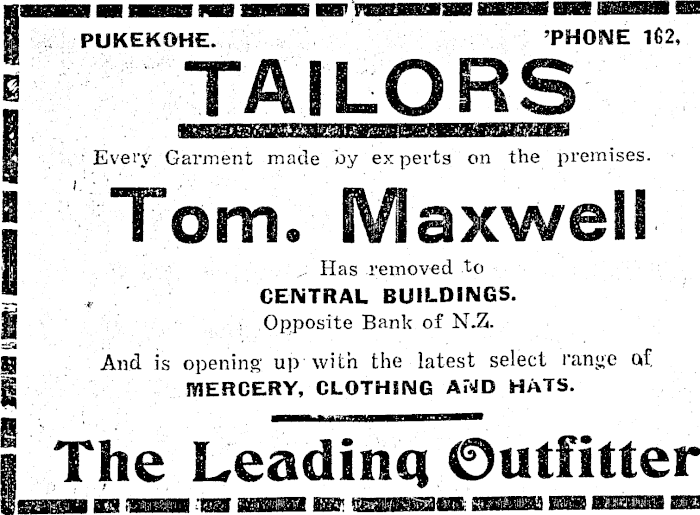 PUKEKOHE. 'PHONE 162,
TAILORS
Every Garment made by experts on the premises.
Tom. Maxwell
Has removed to
CENTRAL BUILDINGS.
Opposite Bank of N.Z.
And is opening up with the latest select range of
MERCERY, CLOTHING AND HATS.
The Leading Outfitter